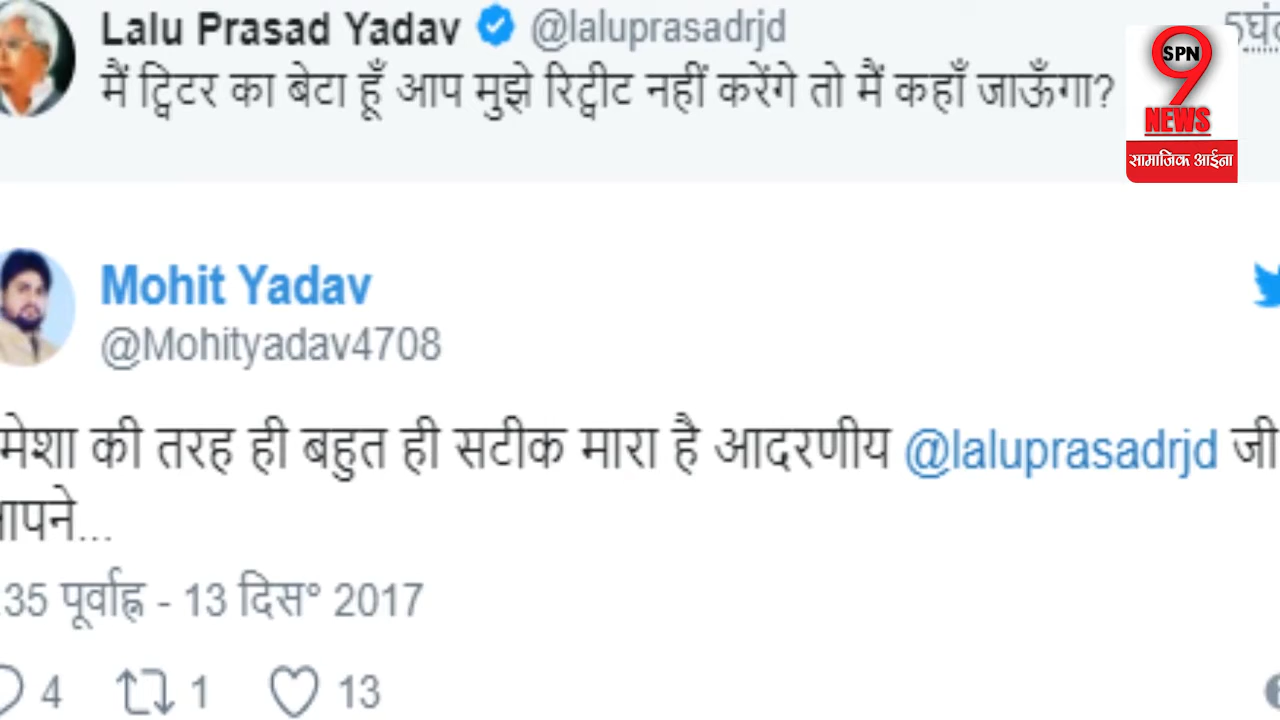 Lalu Prasad Yadav @laluprasadrjd
मैं ट्विटर का बेटा हूँ आप मुझे रिट्वीट नहीं करेंगे तो मैं कहाँ जाऊँगा?
SPN
9
NEWS
सामाजिक आईना
Mohit Yadav
@Mohityadav4708
मेशा की तरह ही बहुत ही सटीक मारा है आदरणीय @laluprasadrjd जी
पने...
35 पूर्वाह्न - 13 दिस° 2017
4 1 13